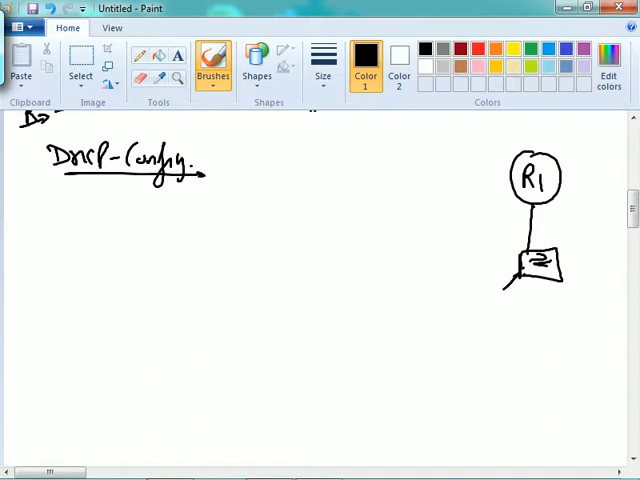 Untitled - Paint
Home View
Paste Select Brushes Shapes Size Color 1 Color 2 Edit colors
Clipboard Image Tools Shapes Colors
DHCP-Config.
R1